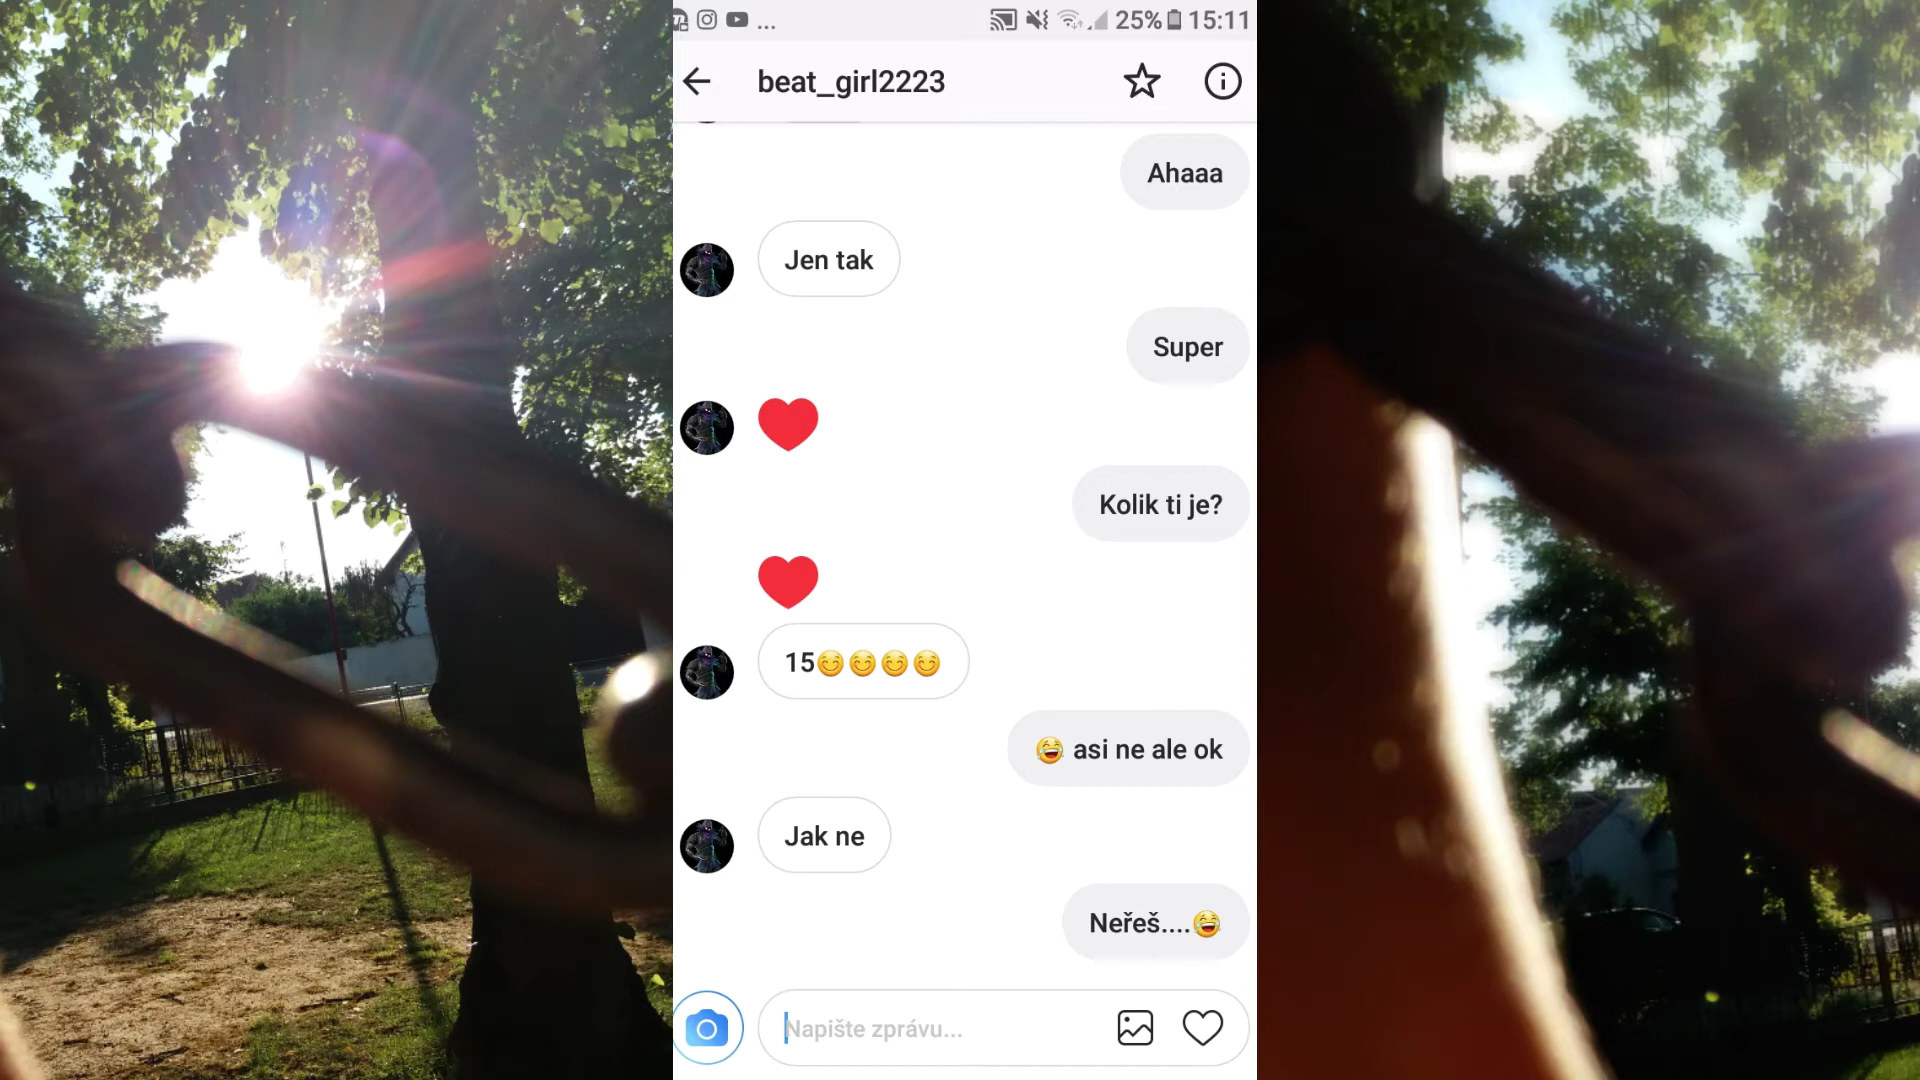 ... 25% 15:11
beat_girl2223
Ahaaa
Jen tak
Super
Kolik ti je?
15😊😊😊😊
😂 asi ne ale ok
Jak ne
Neřeš....😂
Napište zprávu...